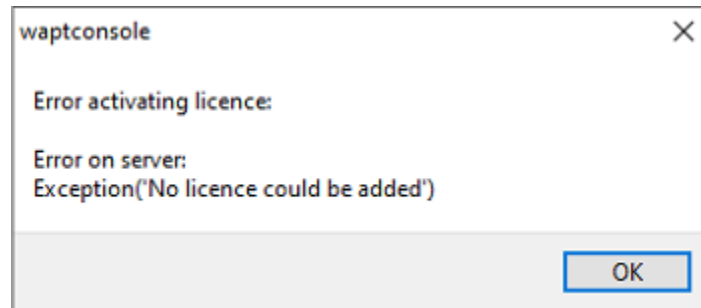 waptconsole
Error activating licence:
Error on server:
Exception('No licence could be added')
OK